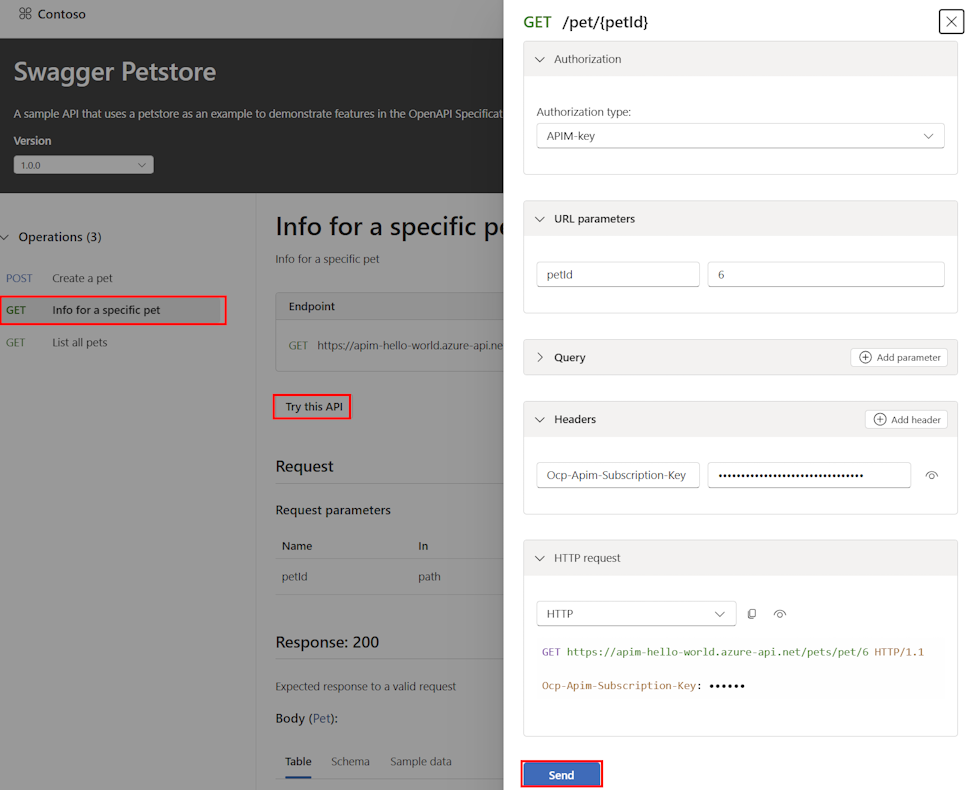 Contoso
Swagger Petstore
A sample API that uses a petstore as an example to demonstrate features in the OpenAPI Specificat
Version
1.0.0
Operations (3)
POST Create a pet
GET Info for a specific pet
GET List all pets
Info for a specific pe
Info for a specific pet
Endpoint
GET https://apim-hello-world.azure-api.ne
Try this API
Request
Request parameters
Name In
petId path
Response: 200
Expected response to a valid request
Body (Pet):
Table Schema Sample data
GET /pet/{petId}
Authorization
Authorization type:
APIM-key
URL parameters
petId 6
Query Add parameter
Headers Add header
Ocp-Apim-Subscription-Key ••••••••••••••••••••••••••••••••
HTTP request
HTTP
GET https://apim-hello-world.azure-api.net/pets/pet/6 HTTP/1.1
Ocp-Apim-Subscription-Key: ••••••
Send